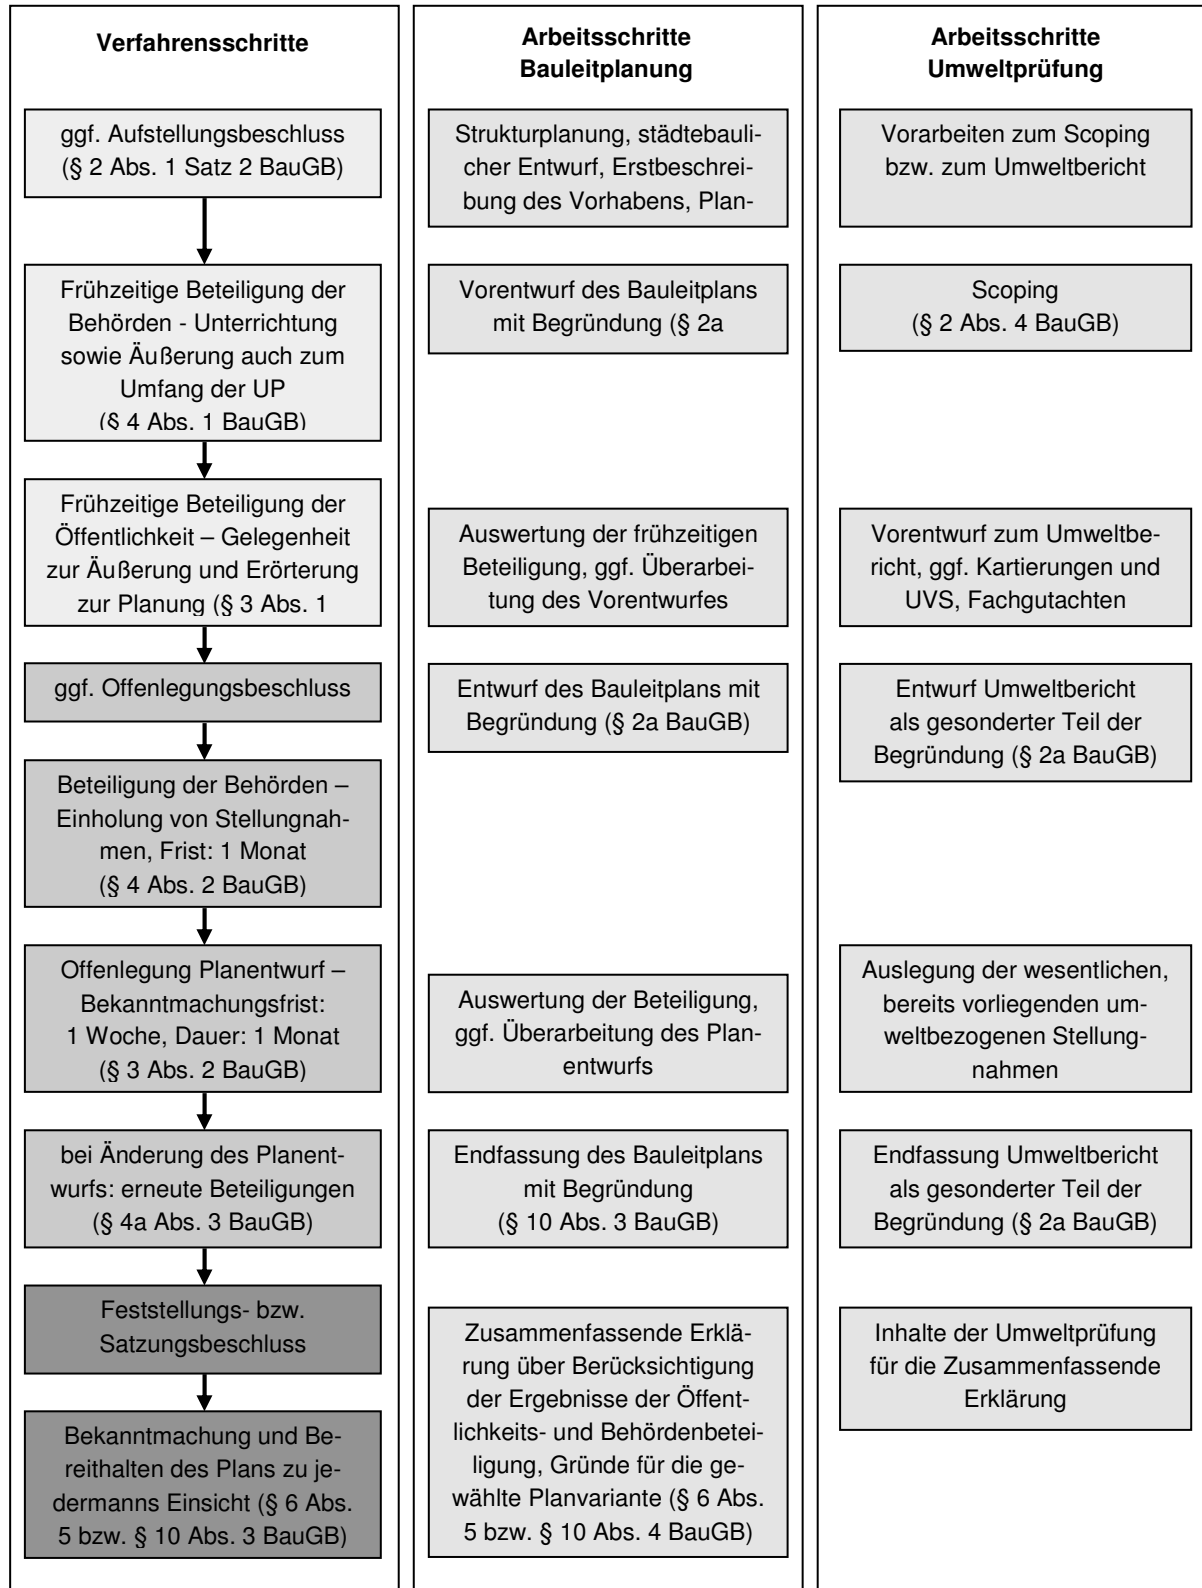 Verfahrensschritte
ggf. Aufstellungsbeschluss
(§ 2 Abs. 1 Satz 2 BauGB)
Frühzeitige Beteiligung der
Behörden - Unterrichtung
sowie Äußerung auch zum
Umfang der UP
(§ 4 Abs. 1 BauGB)
Frühzeitige Beteiligung der
Öffentlichkeit – Gelegenheit
zur Äußerung und Erörterung
zur Planung (§ 3 Abs. 1
ggf. Offenlegungsbeschluss
Beteiligung der Behörden –
Einholung von Stellungnah-
men, Frist: 1 Monat
(§ 4 Abs. 2 BauGB)
Offenlegung Planentwurf –
Bekanntmachungsfrist:
1 Woche, Dauer: 1 Monat
(§ 3 Abs. 2 BauGB)
bei Änderung des Planent-
wurfs: erneute Beteiligungen
(§ 4a Abs. 3 BauGB)
Feststellungs- bzw.
Satzungsbeschluss
Bekanntmachung und Be-
reithalten des Plans zu je-
dermanns Einsicht (§ 6 Abs.
5 bzw. § 10 Abs. 3 BauGB)
Arbeitsschritte
Bauleitplanung
Strukturplanung, städtebauli-
cher Entwurf, Erstbeschrei-
bung des Vorhabens, Plan-
Vorentwurf des Bauleitplans
mit Begründung (§ 2a
Auswertung der frühzeitigen
Beteiligung, ggf. Überarbei-
tung des Vorentwurfes
Entwurf des Bauleitplans mit
Begründung (§ 2a BauGB)
Auswertung der Beteiligung,
ggf. Überarbeitung des Plan-
entwurfs
Endfassung des Bauleitplans
mit Begründung
(§ 10 Abs. 3 BauGB)
Zusammenfassende Erklä-
rung über Berücksichtigung
der Ergebnisse der Öffent-
lichkeits- und Behördenbetei-
ligung, Gründe für die ge-
wählte Planvariante (§ 6 Abs.
5 bzw. § 10 Abs. 4 BauGB)
Arbeitsschritte
Umweltprüfung
Vorarbeiten zum Scoping
bzw. zum Umweltbericht
Scoping
(§ 2 Abs. 4 BauGB)
Vorentwurf zum Umweltbe-
richt, ggf. Kartierungen und
UVS, Fachgutachten
Entwurf Umweltbericht
als gesonderter Teil der
Begründung (§ 2a BauGB)
Auslegung der wesentlichen,
bereits vorliegenden um-
weltbezogenen Stellung-
nahmen
Endfassung Umweltbericht
als gesonderter Teil der
Begründung (§ 2a BauGB)
Inhalte der Umweltprüfung
für die Zusammenfassende
Erklärung